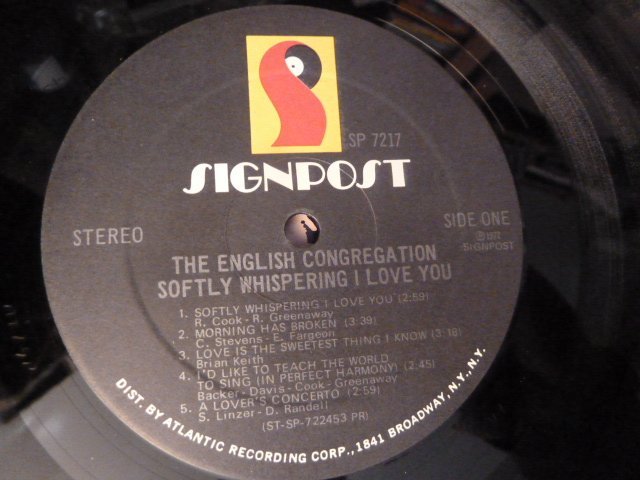 SP 7217
SIGNPOST
STEREO
SIDE ONE
℗1972
SIGNPOST
THE ENGLISH CONGREGATION
SOFTLY WHISPERING I LOVE YOU
1. SOFTLY WHISPERING I LOVE YOU (2:59)
R. Cook - R. Greenaway
2. MORNING HAS BROKEN (3:39)
C. Stevens - E. Fargeon
3. LOVE IS THE SWEETEST THING I KNOW (3:18)
Brian Keith
4. I'D LIKE TO TEACH THE WORLD
TO SING (IN PERFECT HARMONY) (2:45)
Backer - Davis - Cook - Greenaway
5. A LOVER'S CONCERTO (2:59)
S. Linzer - D. Randell
(ST-SP-722453 PR)
DIST. BY ATLANTIC RECORDING CORP., 1841 BROADWAY, N.Y., N.Y.